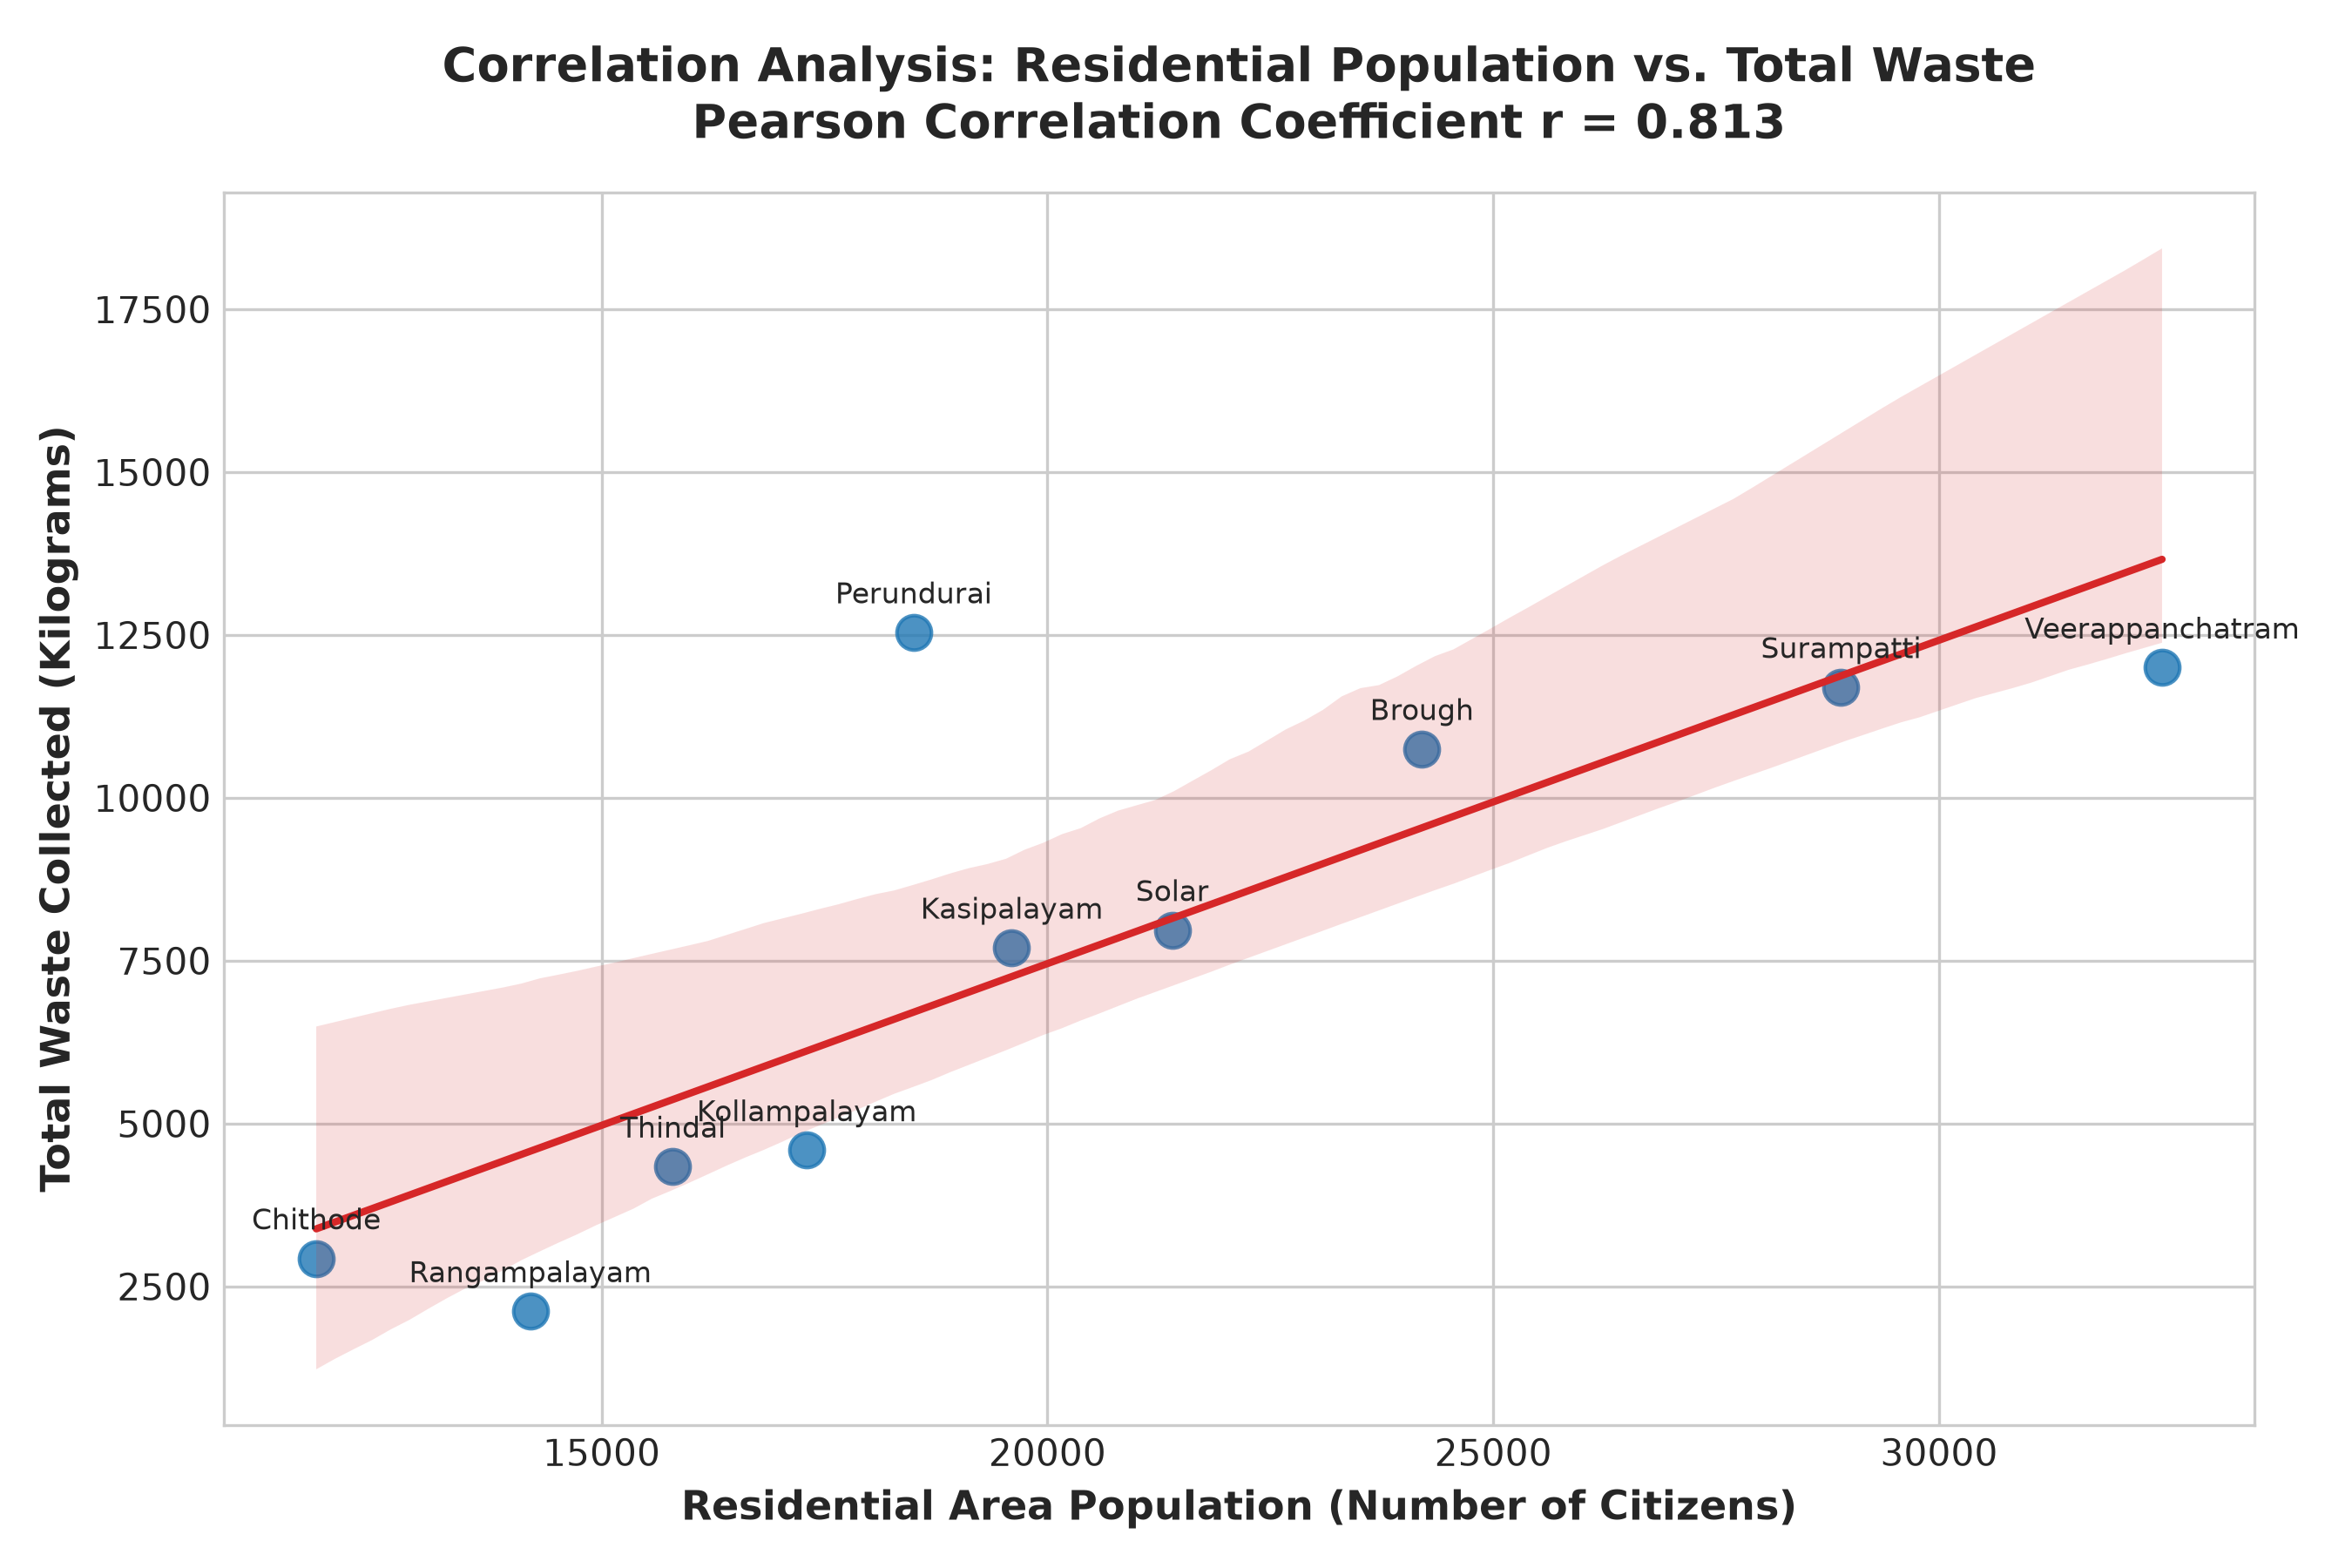 Correlation Analysis: Residential Population vs. Total Waste
Pearson Correlation Coefficient r = 0.813
Total Waste Collected (Kilograms)
17500
15000
12500
10000
7500
5000
2500
Perundurai
Veerappanchatram
Surampatti
Brough
Solar
Kasipalayam
Kollampalayam
Thindal
Chithode
Rangampalayam
15000
20000
25000
30000
Residential Area Population (Number of Citizens)